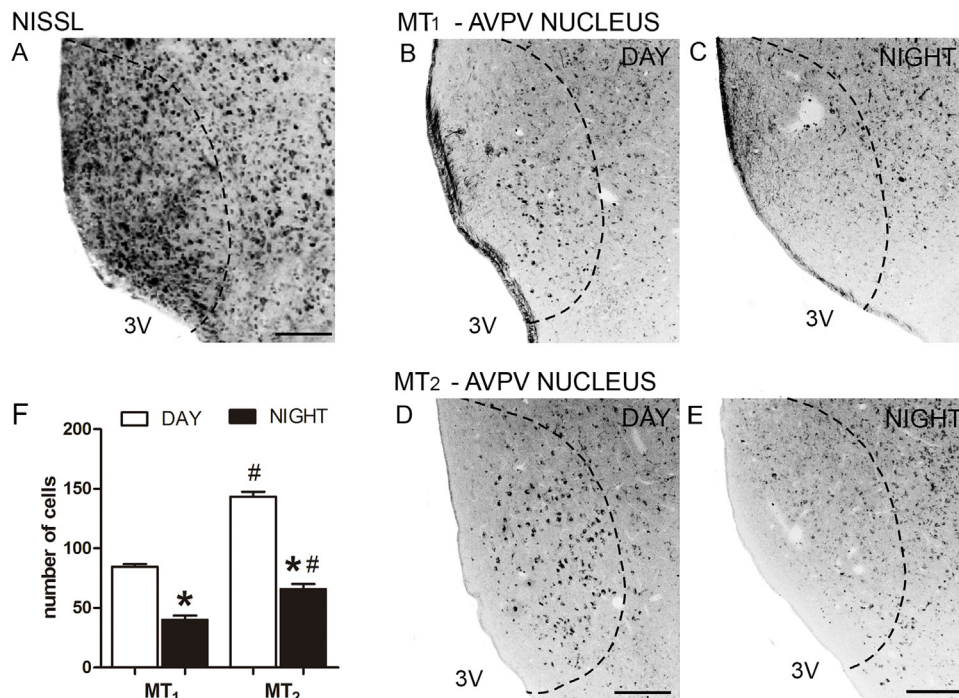 NISSL
A
3V
MT1 - AVPV NUCLEUS
B DAY
3V
C NIGHT
3V
MT2 - AVPV NUCLEUS
D DAY
3V
E NIGHT
3V
F
DAY NIGHT
number of cells
200
150
100
50
0
#
*
* #
MT1 MT2